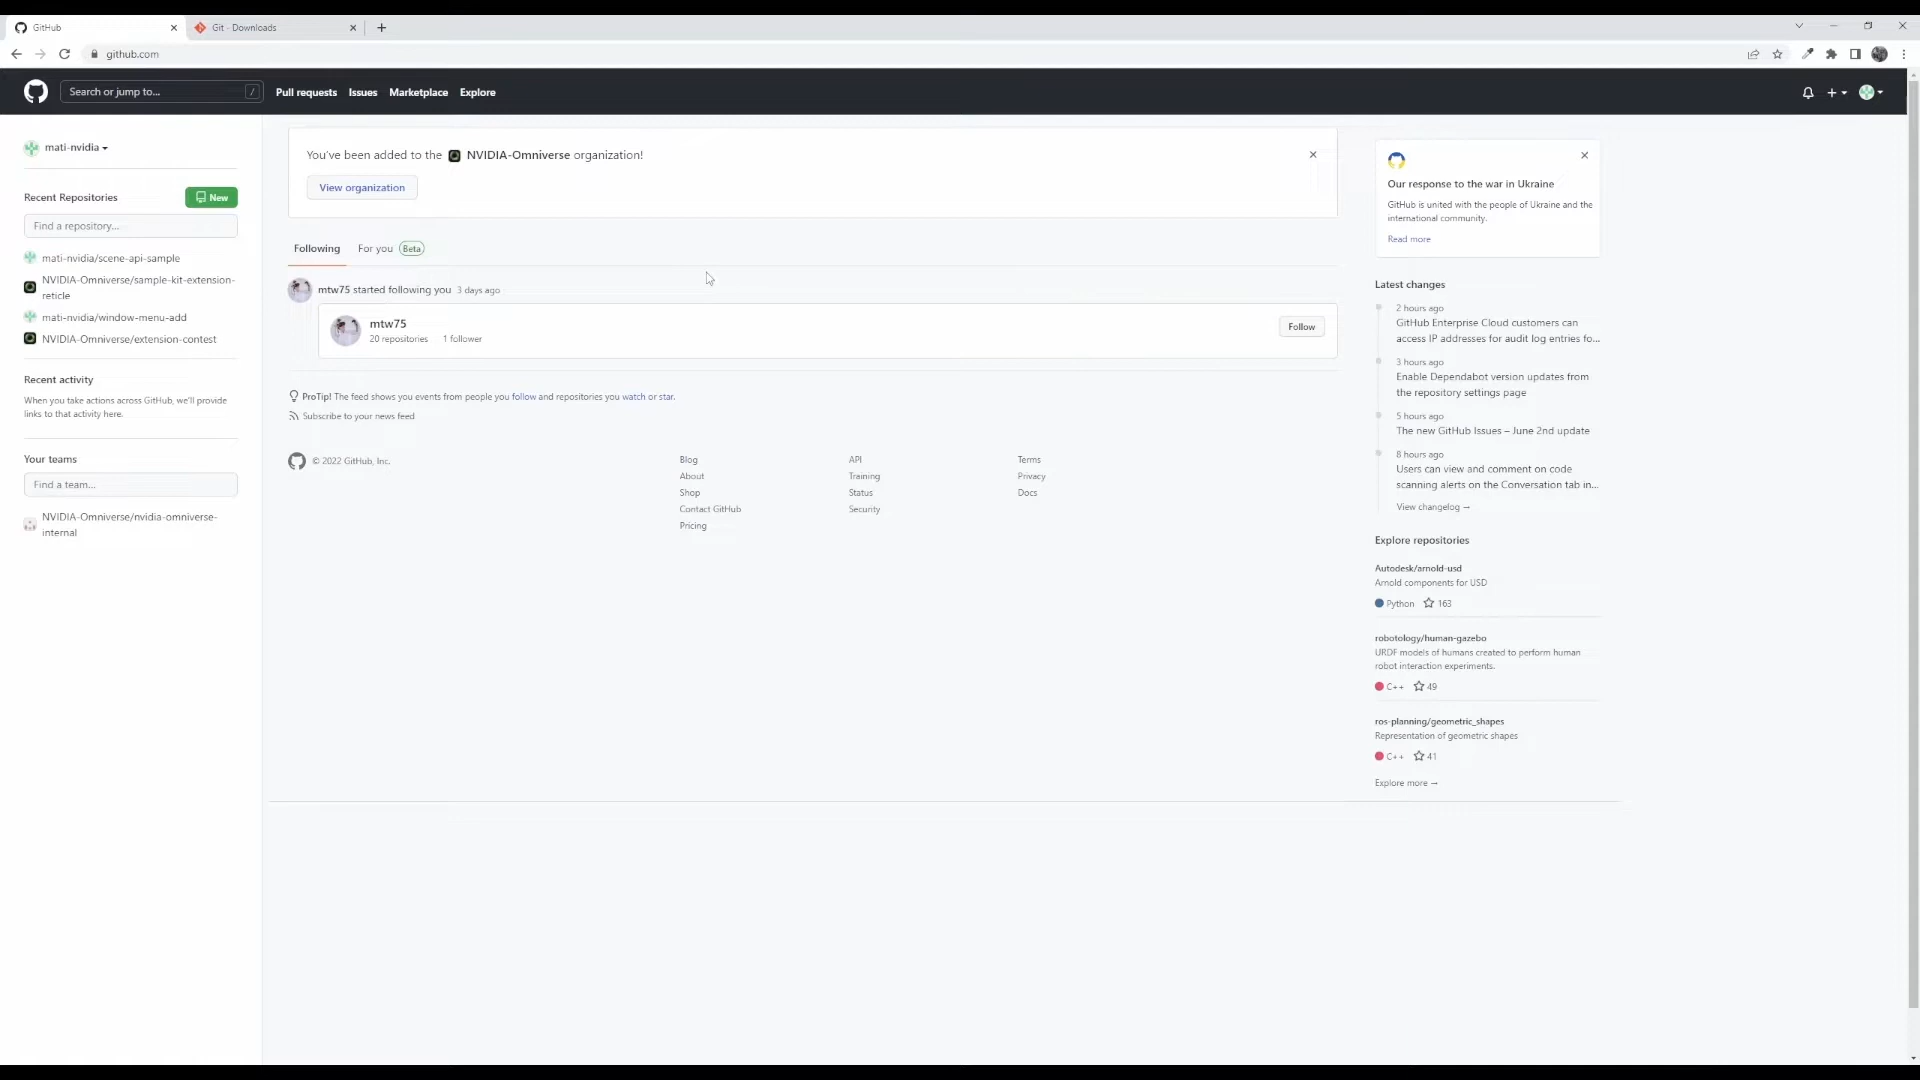 GitHub
Git - Downloads
github.com
Search or jump to...
/
Pull requests
Issues
Marketplace
Explore
mati-nvidia
Recent Repositories
New
Find a repository...
mati-nvidia/scene-api-sample
NVIDIA-Omniverse/sample-kit-extension-
reticle
mati-nvidia/window-menu-add
NVIDIA-Omniverse/extension-contest
Recent activity
When you take actions across GitHub, we'll provide
links to that activity here.
Your teams
Find a team...
NVIDIA-Omniverse/nvidia-omniverse-
internal
You've been added to the NVIDIA-Omniverse organization!
View organization
Following
For you Beta
mtw75 started following you 3 days ago
mtw75
20 repositories 1 follower
Follow
ProTip! The feed shows you events from people you follow and repositories you watch or star.
Subscribe to your news feed
© 2022 GitHub, Inc.
Blog
About
Shop
Contact GitHub
Pricing
API
Training
Status
Security
Terms
Privacy
Docs
Our response to the war in Ukraine
GitHub is united with the people of Ukraine and the
international community.
Read more
Latest changes
2 hours ago
GitHub Enterprise Cloud customers can
access IP addresses for audit log entries fo...
3 hours ago
Enable Dependabot version updates from
the repository settings page
5 hours ago
The new GitHub Issues – June 2nd update
8 hours ago
Users can view and comment on code
scanning alerts on the Conversation tab in...
View changelog →
Explore repositories
Autodesk/arnold-usd
Arnold components for USD
Python 163
robotology/human-gazebo
URDF models of humans created to perform human
robot interaction experiments.
C++ 49
ros-planning/geometric_shapes
Representation of geometric shapes
C++ 41
Explore more →